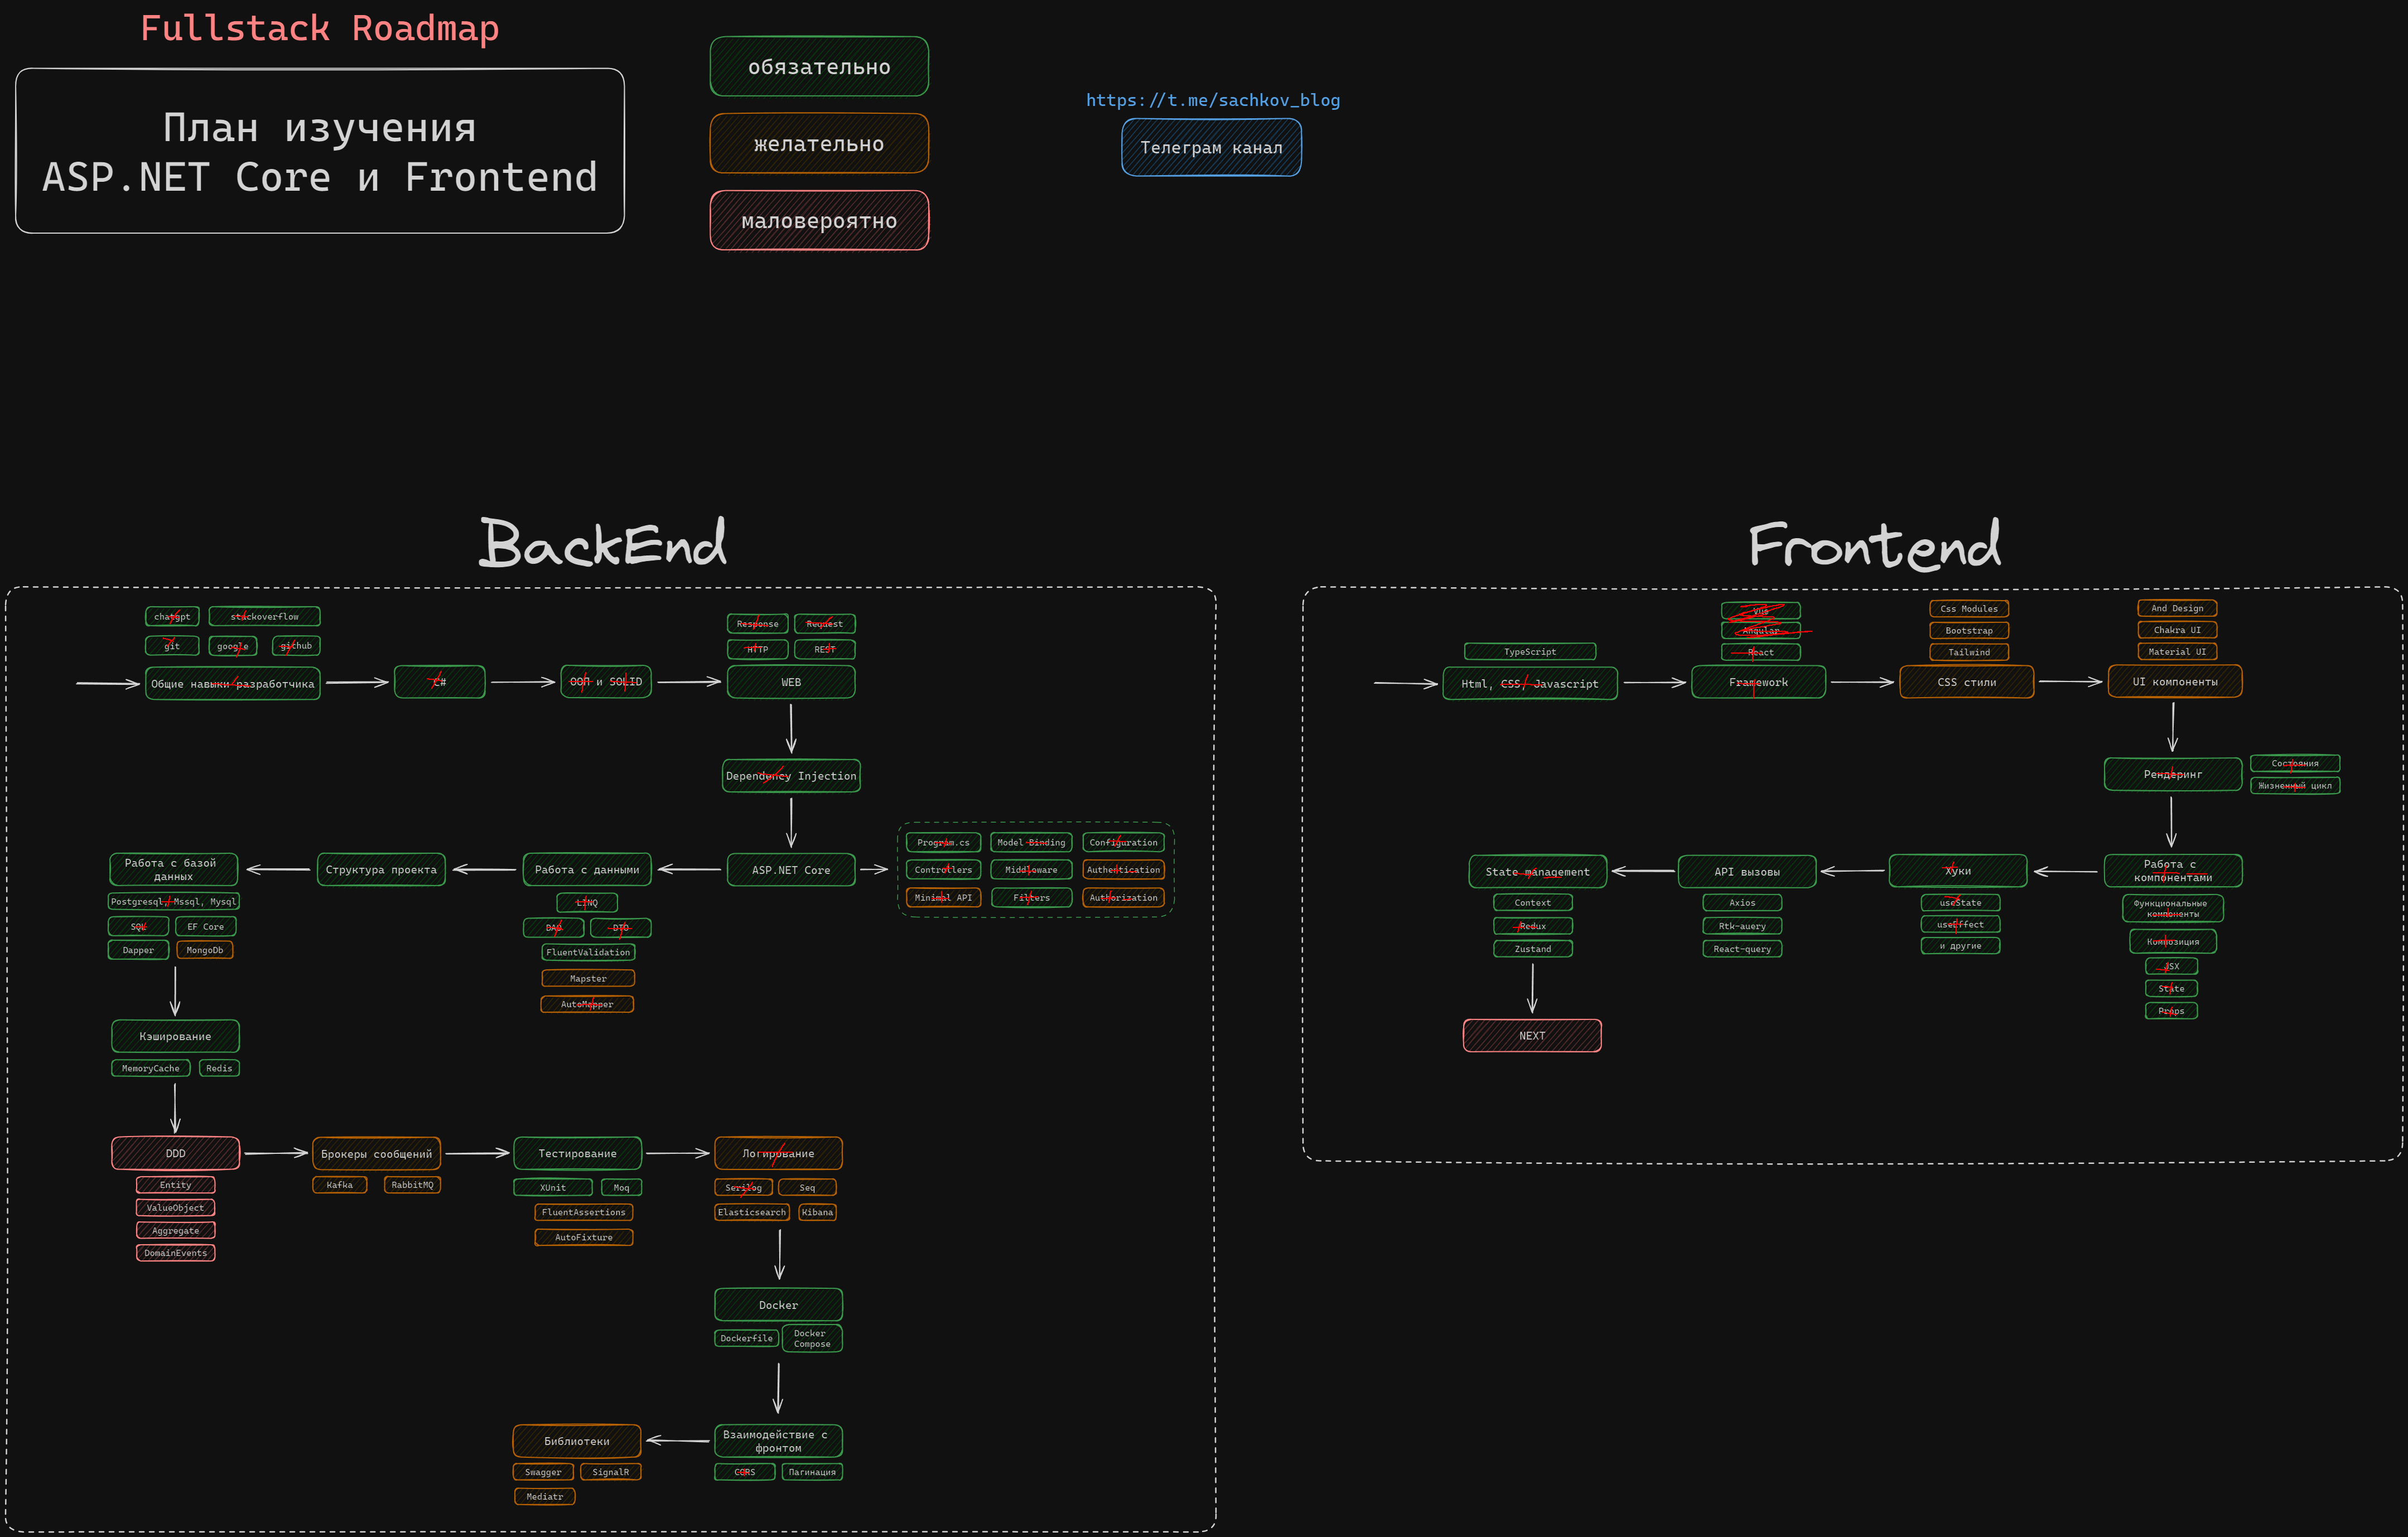 Fullstack Roadmap
План изучения
ASP.NET Core и Frontend
обязательно
желательно
маловероятно
https://t.me/sachkov_blog
Телеграм канал
BackEnd
chatgpt
stackoverflow
git
google
github
Общие навыки разработчика
C#
ООП и SOLID
Response
Request
HTTP
REST
WEB
Dependency Injection
ASP.NET Core
Program.cs
Model Binding
Configuration
Controllers
Middleware
Authentication
Minimal API
Filters
Authorization
Работа с данными
LINQ
DAO
DTO
FluentValidation
Mapster
AutoMapper
Структура проекта
Работа с базой
данных
Postgresql, Mssql, Mysql
SQL
EF Core
Dapper
MongoDb
Кэширование
MemoryCache
Redis
DDD
Entity
ValueObject
Aggregate
DomainEvents
Брокеры сообщений
Kafka
RabbitMQ
Тестирование
XUnit
Moq
FluentAssertions
AutoFixture
Логирование
Serilog
Seq
Elasticsearch
Kibana
Docker
Dockerfile
Docker
Compose
Взаимодействие с
фронтом
CORS
Пагинация
Библиотеки
Swagger
SignalR
Mediatr
Frontend
TypeScript
Html, CSS, Javascript
Vue
Angular
React
Framework
Css Modules
Bootstrap
Tailwind
CSS стили
And Design
Chakra UI
Material UI
UI компоненты
Рендеринг
Состояния
Жизненный цикл
Работа с
компонентами
Функциональные
компоненты
Композиция
JSX
State
Props
Хуки
useState
useEffect
и другие
API вызовы
Axios
Rtk-auery
React-query
State management
Context
Redux
Zustand
NEXT